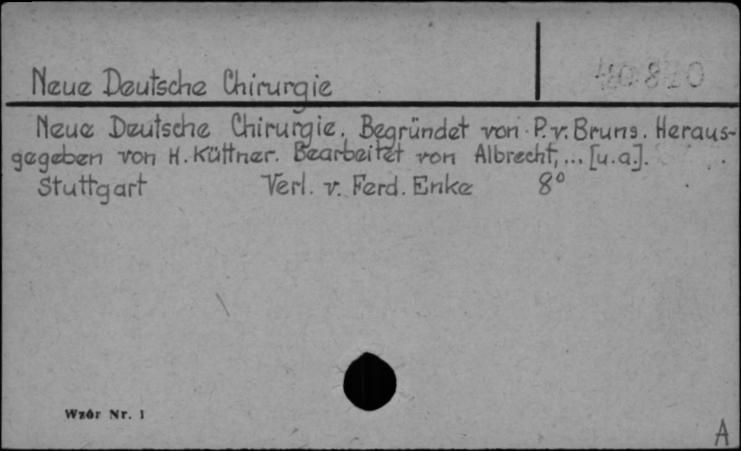 Neue Deutsche Chirurgie
Neue Deutsche Chirurgie. Begründet von P.v.Bruns. Heraus-
gegeben von H.Küttner. Bearbeitet von Albrecht,...[u.a.].
Stuttgart Verl. v. Ferd. Enke 8°
Wzór Nr. 1
A